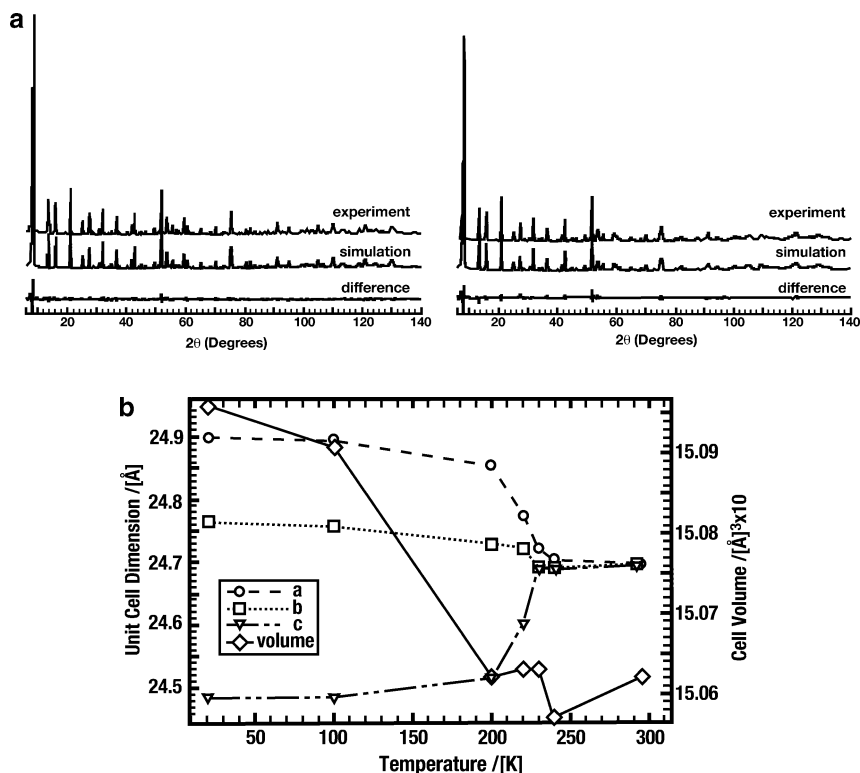 a
experiment
simulation
difference
20 40 60 80 100 120 140
2θ (Degrees)
experiment
simulation
difference
20 40 60 80 100 120 140
2θ (Degrees)
b
Unit Cell Dimension /[Å]
24.9
24.8
24.7
24.6
24.5
a
b
c
volume
15.09
15.08
15.07
15.06
Cell Volume /[Å]³x10
50 100 150 200 250 300
Temperature /[K]